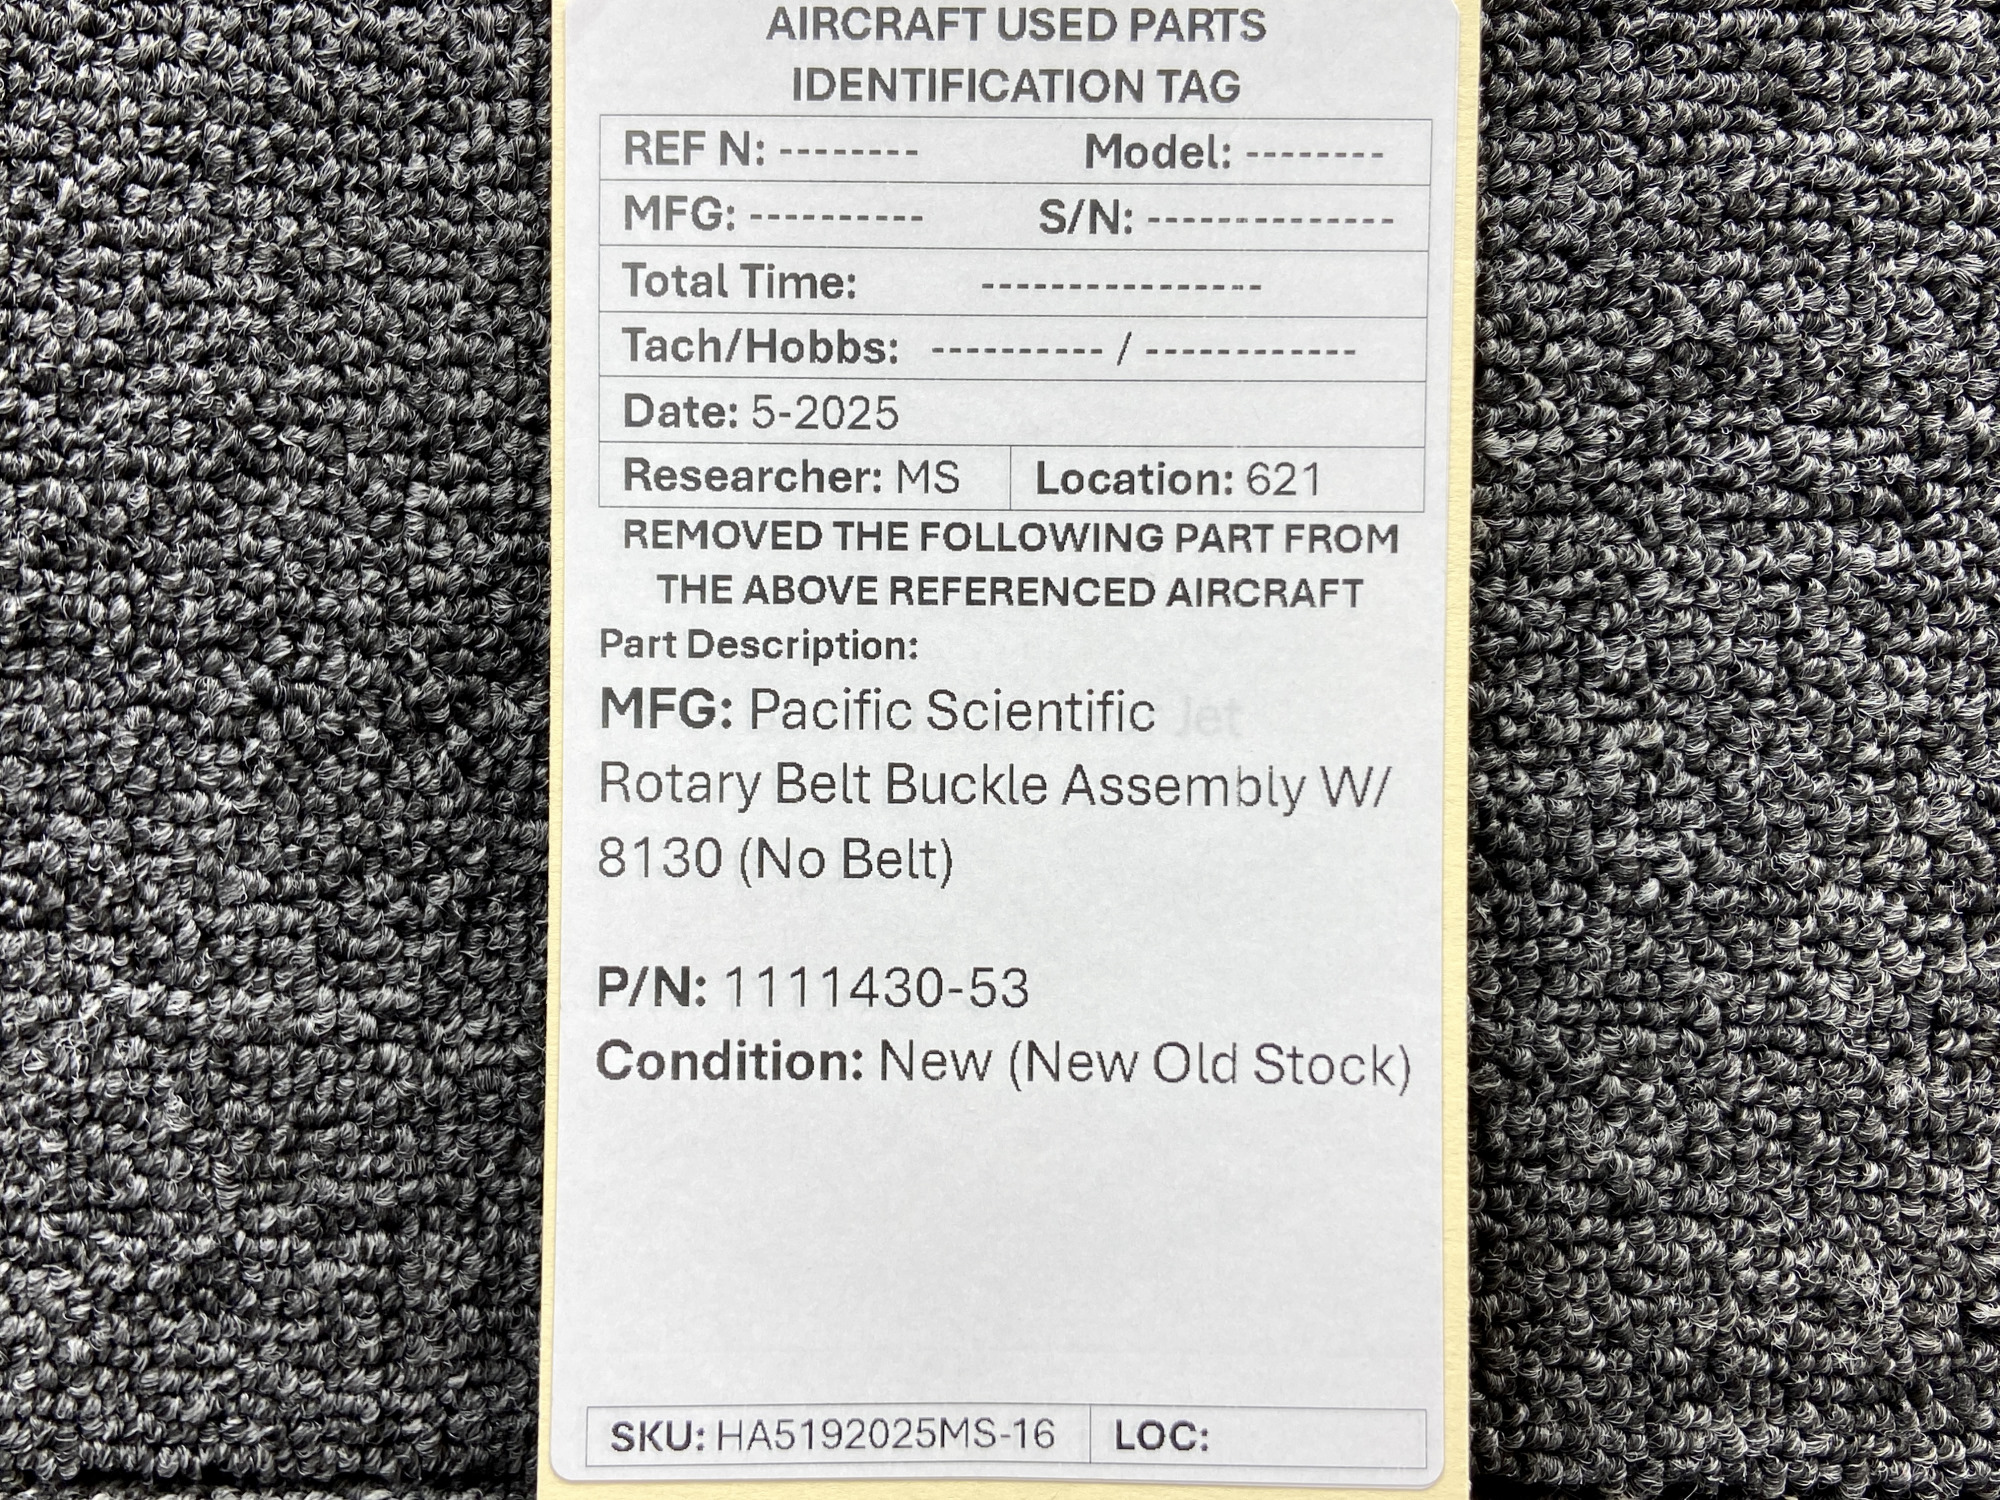 AIRCRAFT USED PARTS
IDENTIFICATION TAG
REF N: -------- Model: --------
MFG: ---------- S/N: --------------
Total Time: ----------------
Tach/Hobbs: ---------- / ------------
Date: 5-2025
Researcher: MS Location: 621
REMOVED THE FOLLOWING PART FROM
THE ABOVE REFERENCED AIRCRAFT
Part Description:
MFG: Pacific Scientific Jet
Rotary Belt Buckle Assembly W/
8130 (No Belt)
P/N: 1111430-53
Condition: New (New Old Stock)
SKU: HA5192025MS-16 LOC: